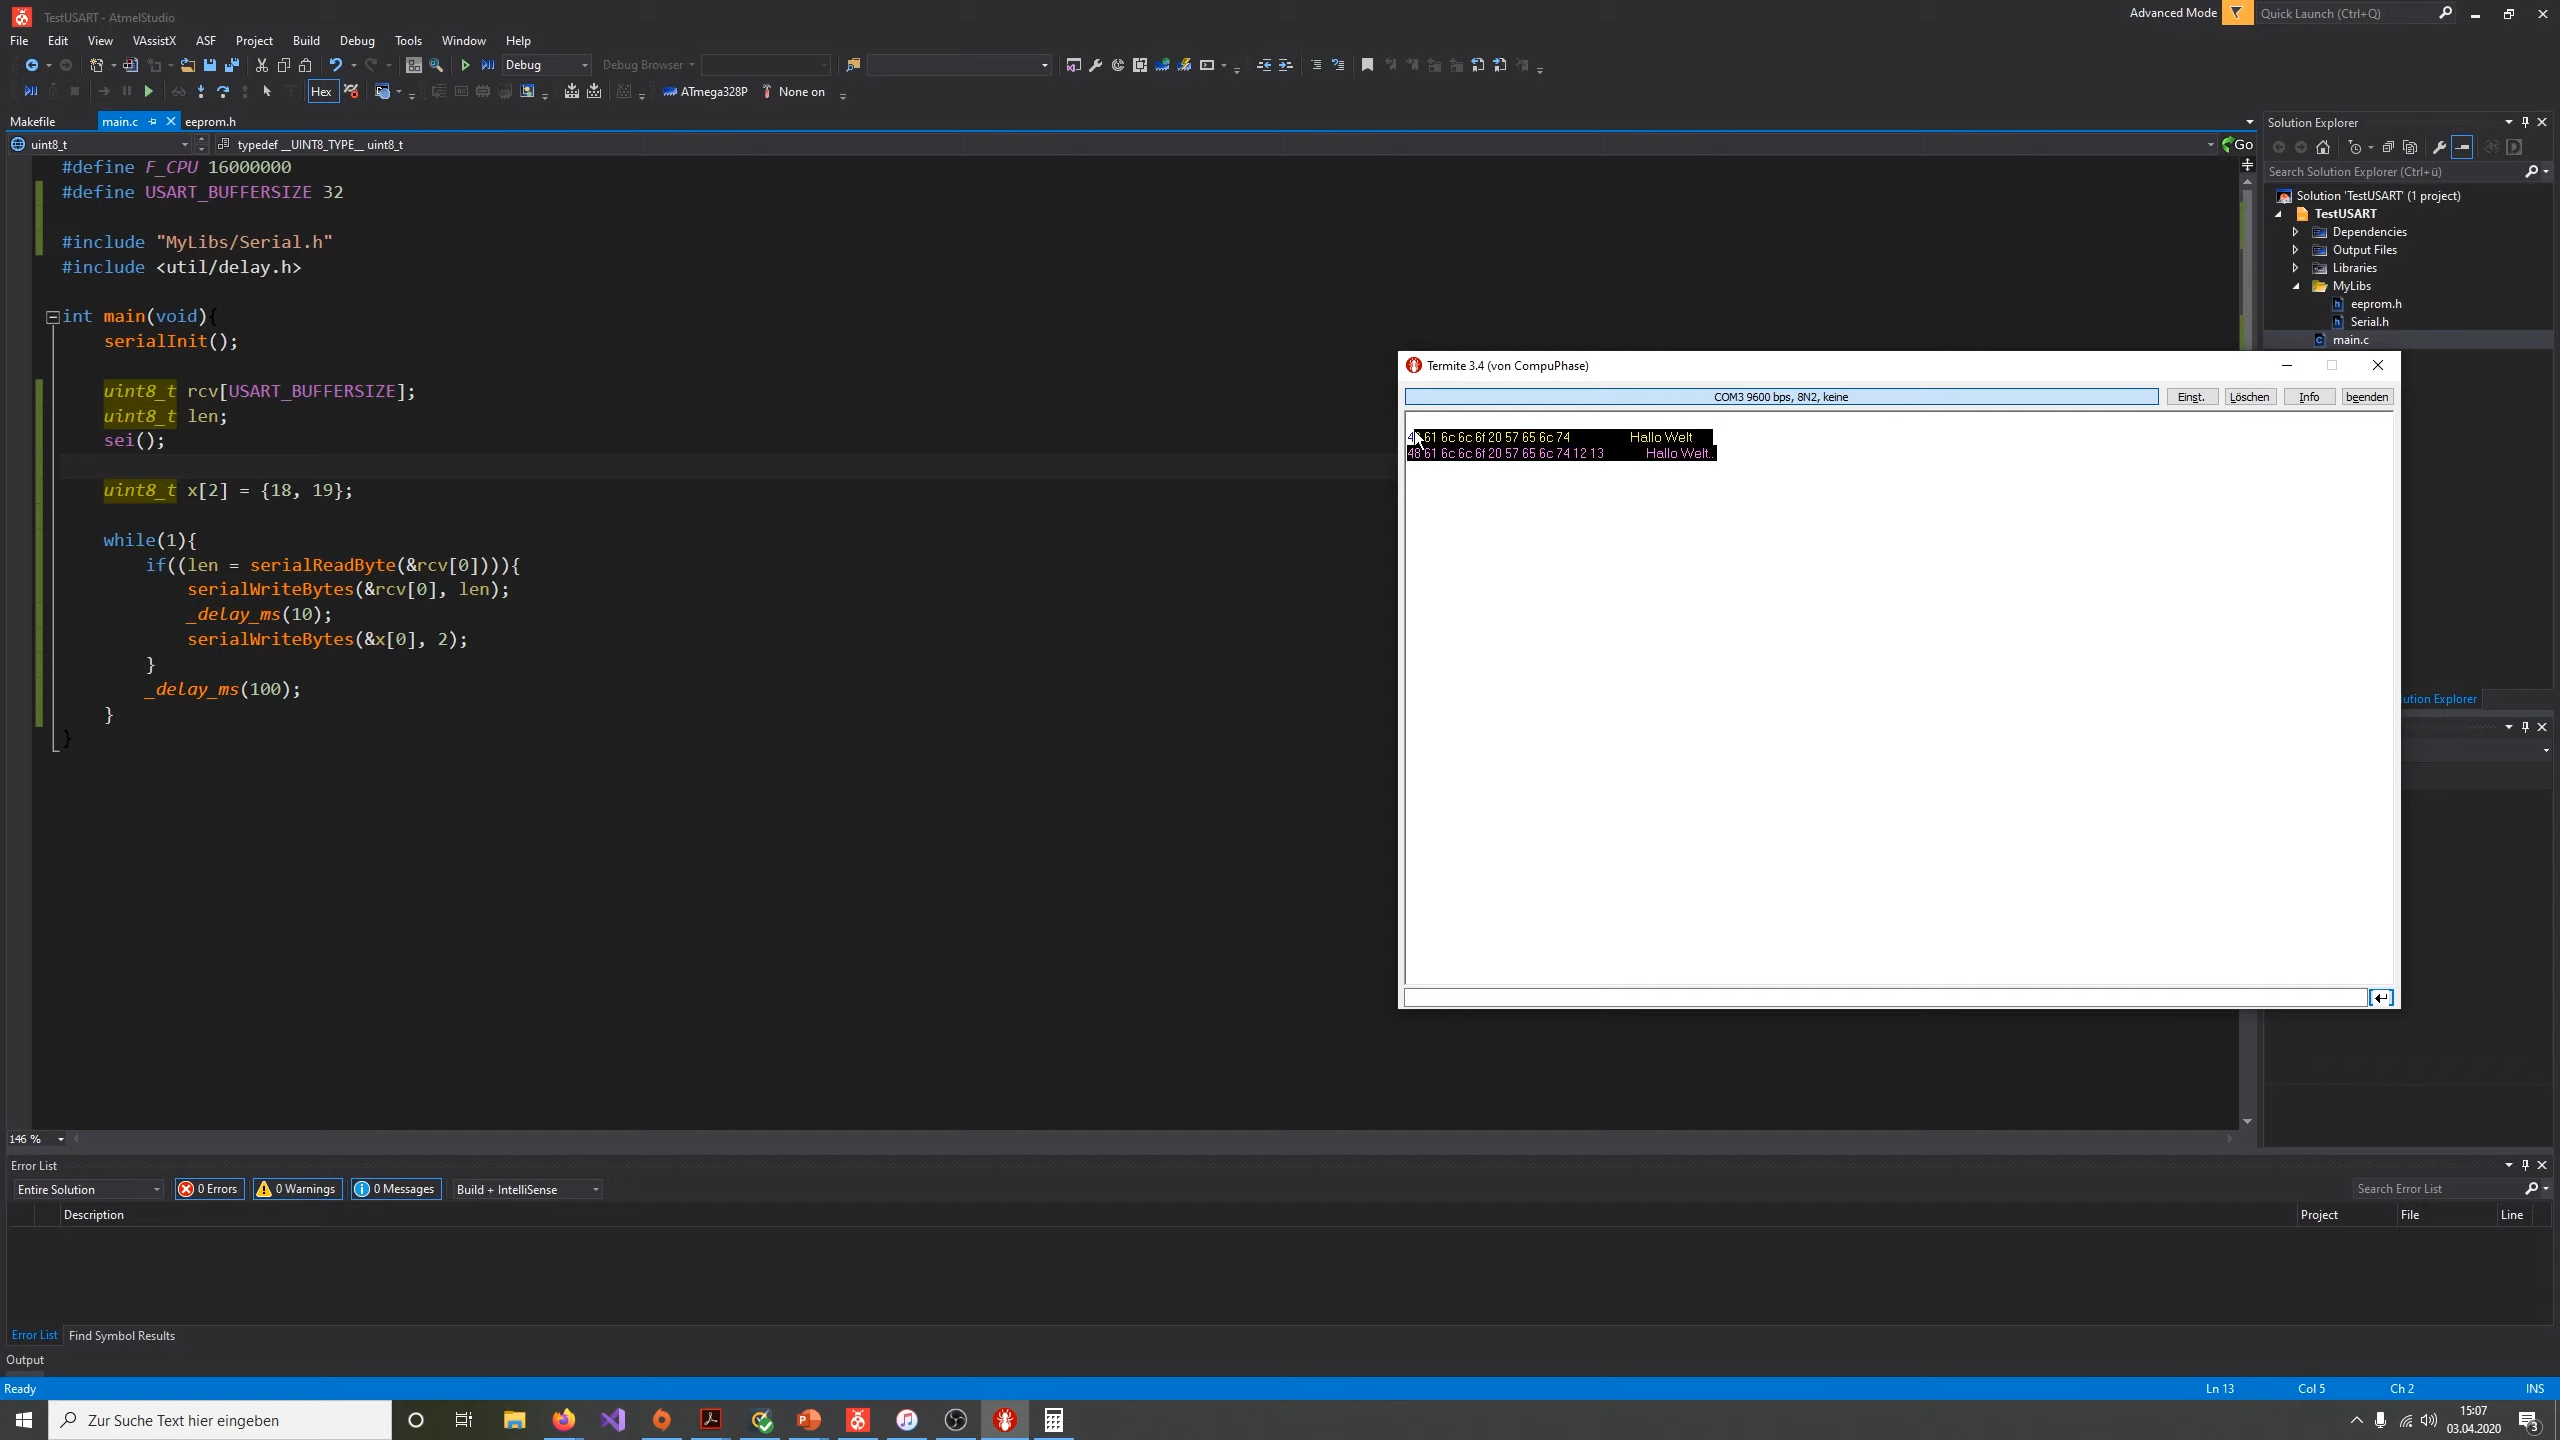 TestUSART - AtmelStudio
Advanced Mode
Quick Launch (Ctrl+Q)
File Edit View VAssistX ASF Project Build Debug Tools Window Help
Debug
Debug Browser
Hex
ATmega328P
None on
Makefile
main.c
eeprom.h
uint8_t
typedef __UINT8_TYPE__ uint8_t
Go
#define F_CPU 16000000
#define USART_BUFFERSIZE 32
#include "MyLibs/Serial.h"
#include <util/delay.h>
int main(void){
serialInit();
uint8_t rcv[USART_BUFFERSIZE];
uint8_t len;
sei();
uint8_t x[2] = {18, 19};
while(1){
if((len = serialReadByte(&rcv[0]))){
serialWriteBytes(&rcv[0], len);
_delay_ms(10);
serialWriteBytes(&x[0], 2);
}
_delay_ms(100);
}
}
Solution Explorer
Search Solution Explorer (Ctrl+ü)
Solution 'TestUSART' (1 project)
TestUSART
Dependencies
Output Files
Libraries
MyLibs
eeprom.h
Serial.h
main.c
ution Explorer
Termite 3.4 (von CompuPhase)
COM3 9600 bps, 8N2, keine
Einst.
Löschen
Info
beenden
48 61 6c 6c 6f 20 57 65 6c 74 Hallo Welt
48 61 6c 6c 6f 20 57 65 6c 74 12 13 Hallo Welt..
146 %
Error List
Entire Solution
0 Errors
0 Warnings
0 Messages
Build + IntelliSense
Search Error List
Description
Project
File
Line
Error List
Find Symbol Results
Output
Ready
Ln 13
Col 5
Ch 2
INS
Zur Suche Text hier eingeben
15:07
03.04.2020
3